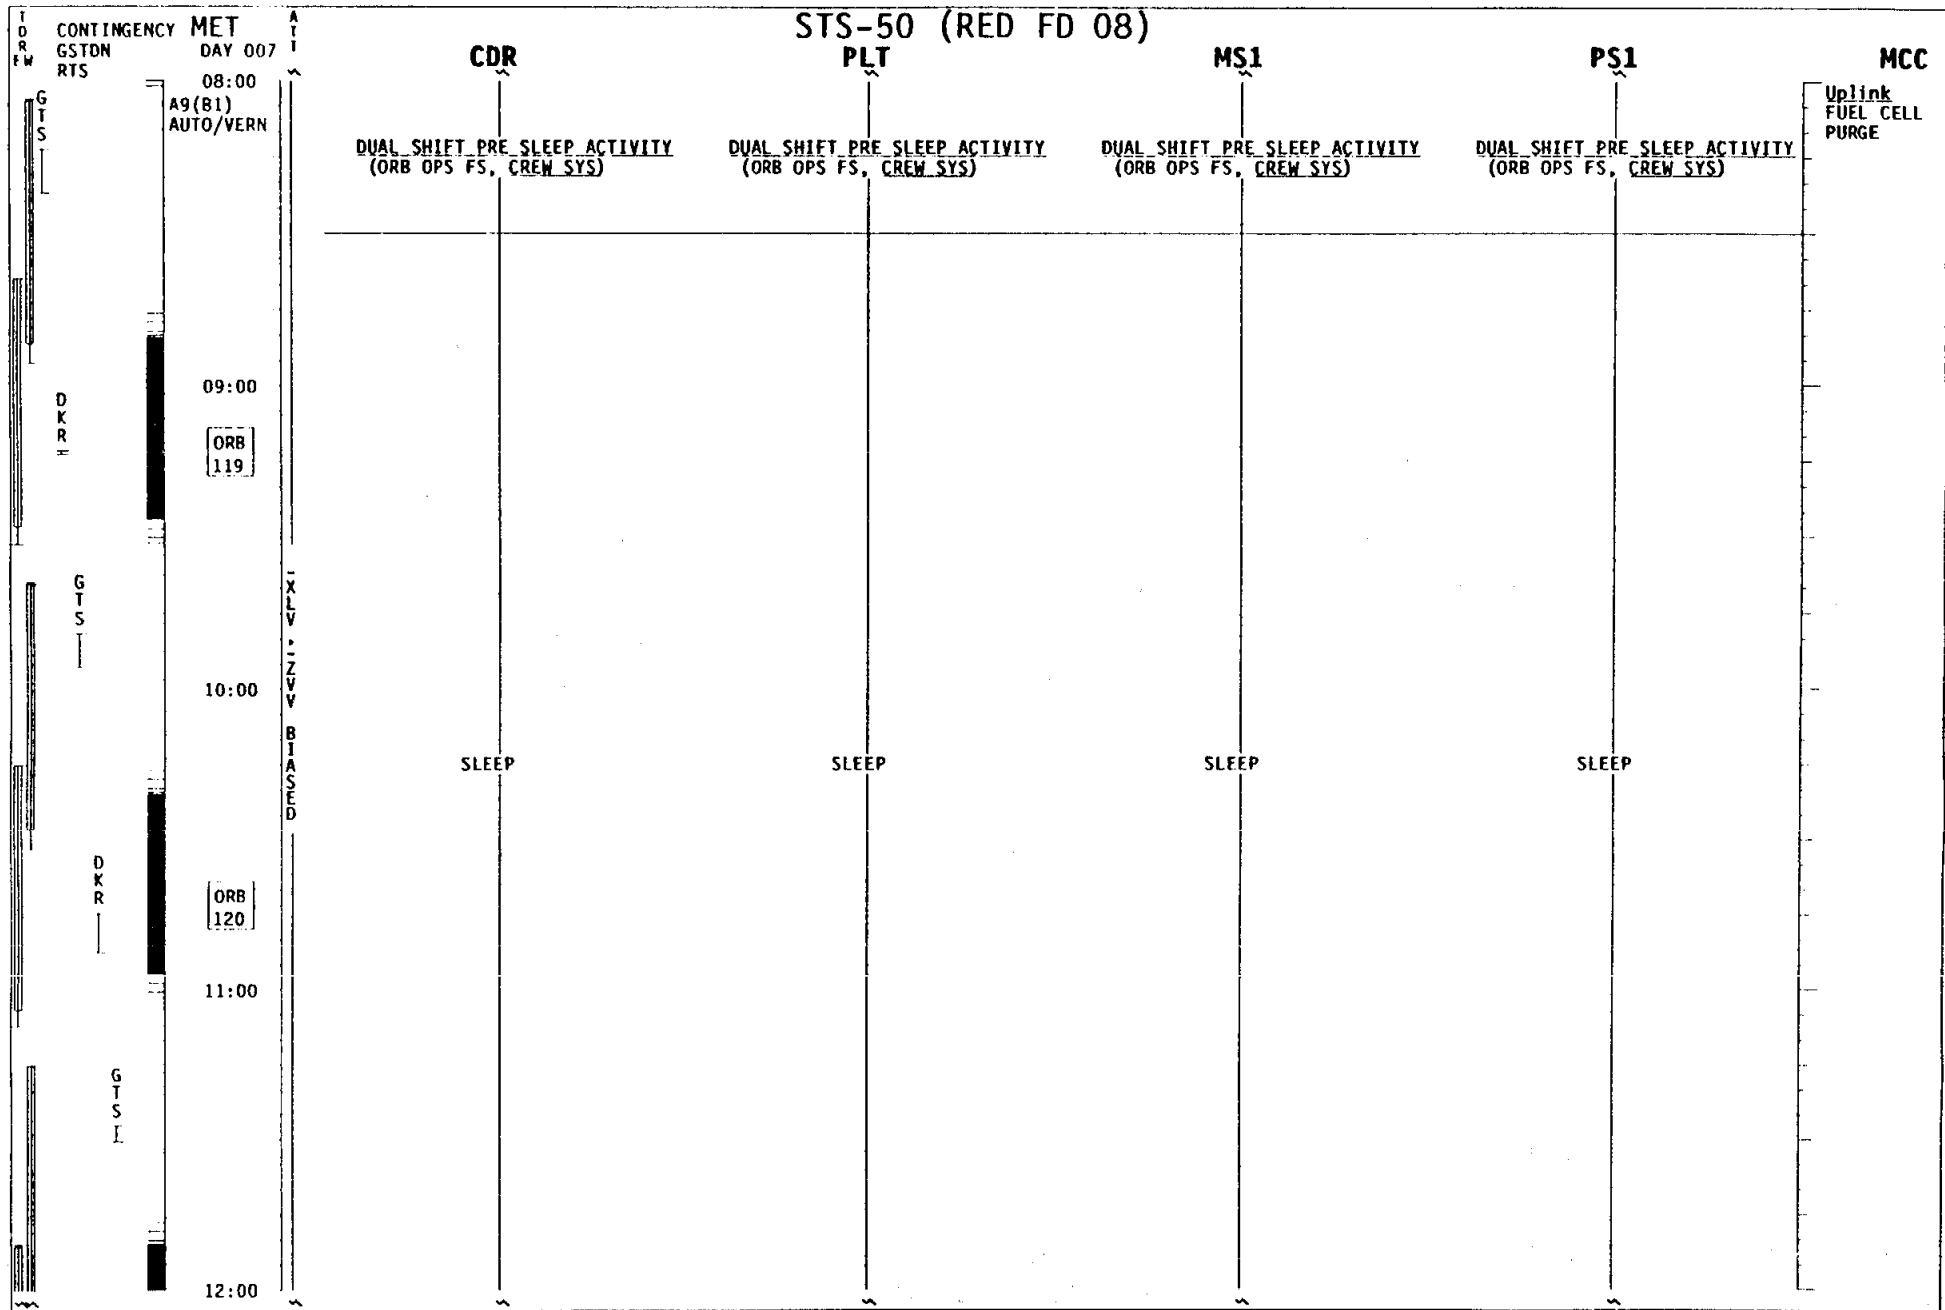 STS-50 (RED FD 08)
TDRE W
CONTINGENCY
GSTDN
RTS
MET
DAY 007
ATT
CDR
PLT
MS1
PS1
MCC
08:00
GTS
A9(B1)
AUTO/VERN
Uplink
FUEL CELL
PURGE
DUAL SHIFT PRE SLEEP ACTIVITY
(ORB OPS FS, CREW SYS)
DUAL SHIFT PRE SLEEP ACTIVITY
(ORB OPS FS, CREW SYS)
DUAL SHIFT PRE SLEEP ACTIVITY
(ORB OPS FS, CREW SYS)
DUAL SHIFT PRE SLEEP ACTIVITY
(ORB OPS FS, CREW SYS)
09:00
DKR
ORB
119
GTS
-XLV -ZVV BIASED
10:00
SLEEP
SLEEP
SLEEP
SLEEP
DKR
ORB
120
11:00
GTS
12:00